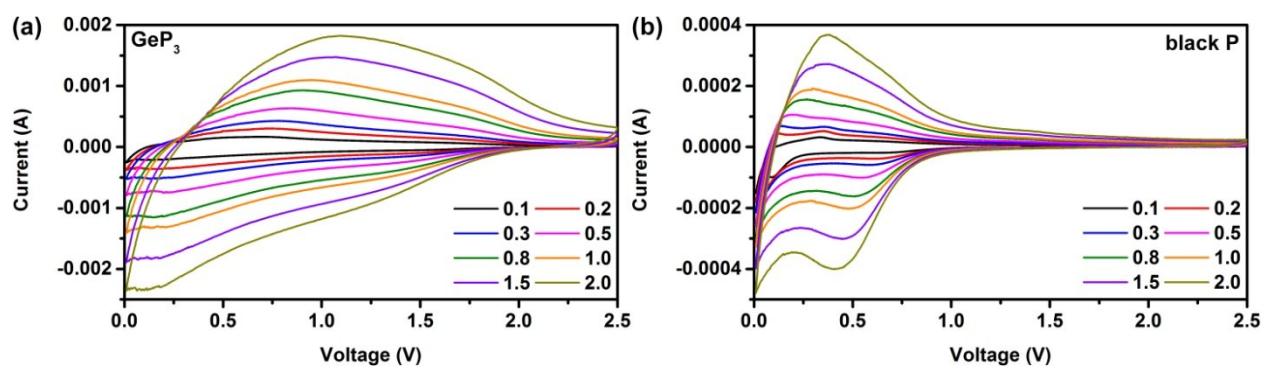 (a)
GeP3
0.002
0.001
0.000
-0.001
-0.002
Current (A)
0.1 0.2
0.3 0.5
0.8 1.0
1.5 2.0
0.0 0.5 1.0 1.5 2.0 2.5
Voltage (V)
(b)
black P
0.0004
0.0002
0.0000
-0.0002
-0.0004
Current (A)
0.1 0.2
0.3 0.5
0.8 1.0
1.5 2.0
0.0 0.5 1.0 1.5 2.0 2.5
Voltage (V)